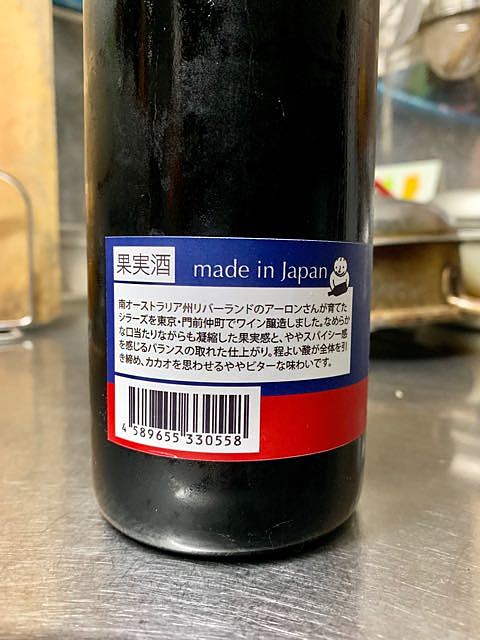 果実酒
made in Japan
南オーストラリア州リバーランドのアーロンさんが育てた
シラーズを東京・門前仲町でワイン醸造しました。なめらか
な口当たりながらも凝縮した果実感と、ややスパイシー感
を感じるバランスの取れた仕上がり。程よい酸が全体を引
き締め、カカオを思わせるややビターな味わいです。
4 589655 330558